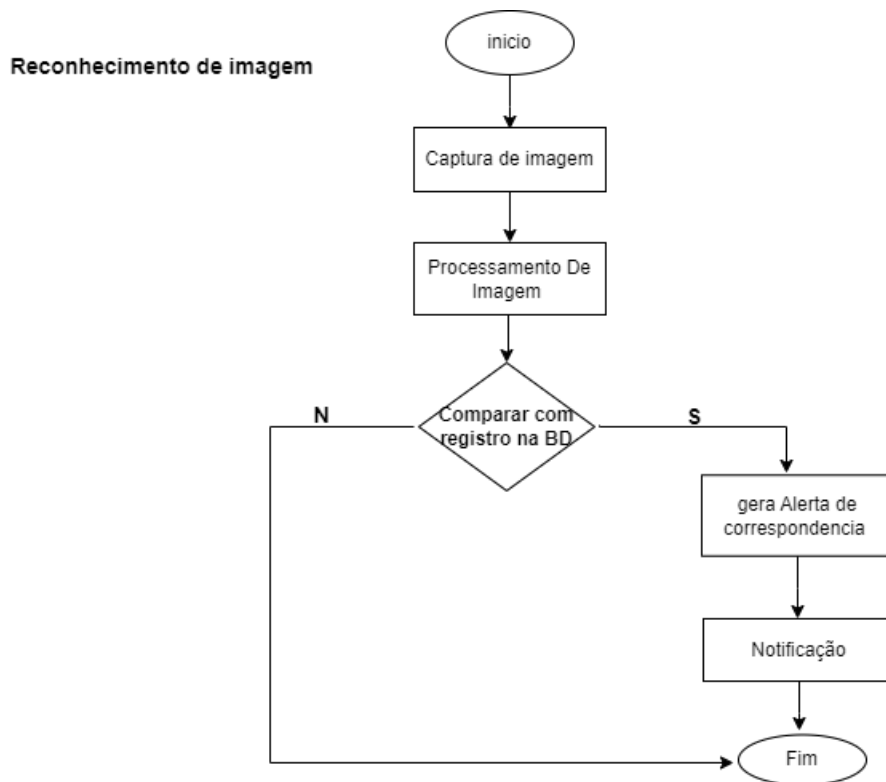 inicio
Reconhecimento de imagem
Captura de imagem
Processamento De
Imagem
N
Comparar com
registro na BD
S
gera Alerta de
correspondencia
Notificação
Fim